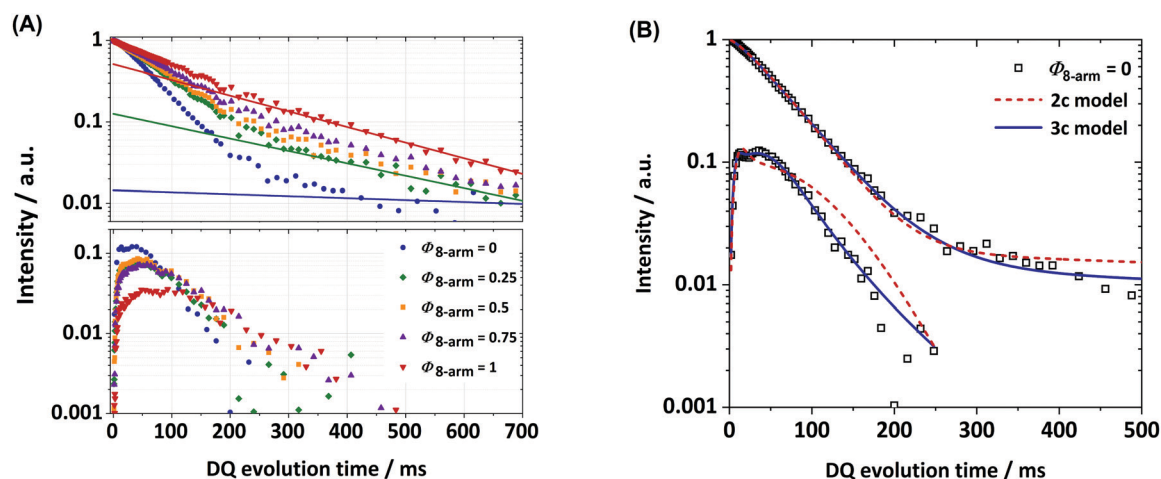 (A)
1
0.1
0.01
0.1
0.01
0.001
Intensity / a.u.
Φ8-arm = 0
Φ8-arm = 0.25
Φ8-arm = 0.5
Φ8-arm = 0.75
Φ8-arm = 1
0 100 200 300 400 500 600 700
DQ evolution time / ms
(B)
1
0.1
0.01
0.001
Intensity / a.u.
Φ8-arm = 0
2c model
3c model
0 100 200 300 400 500
DQ evolution time / ms